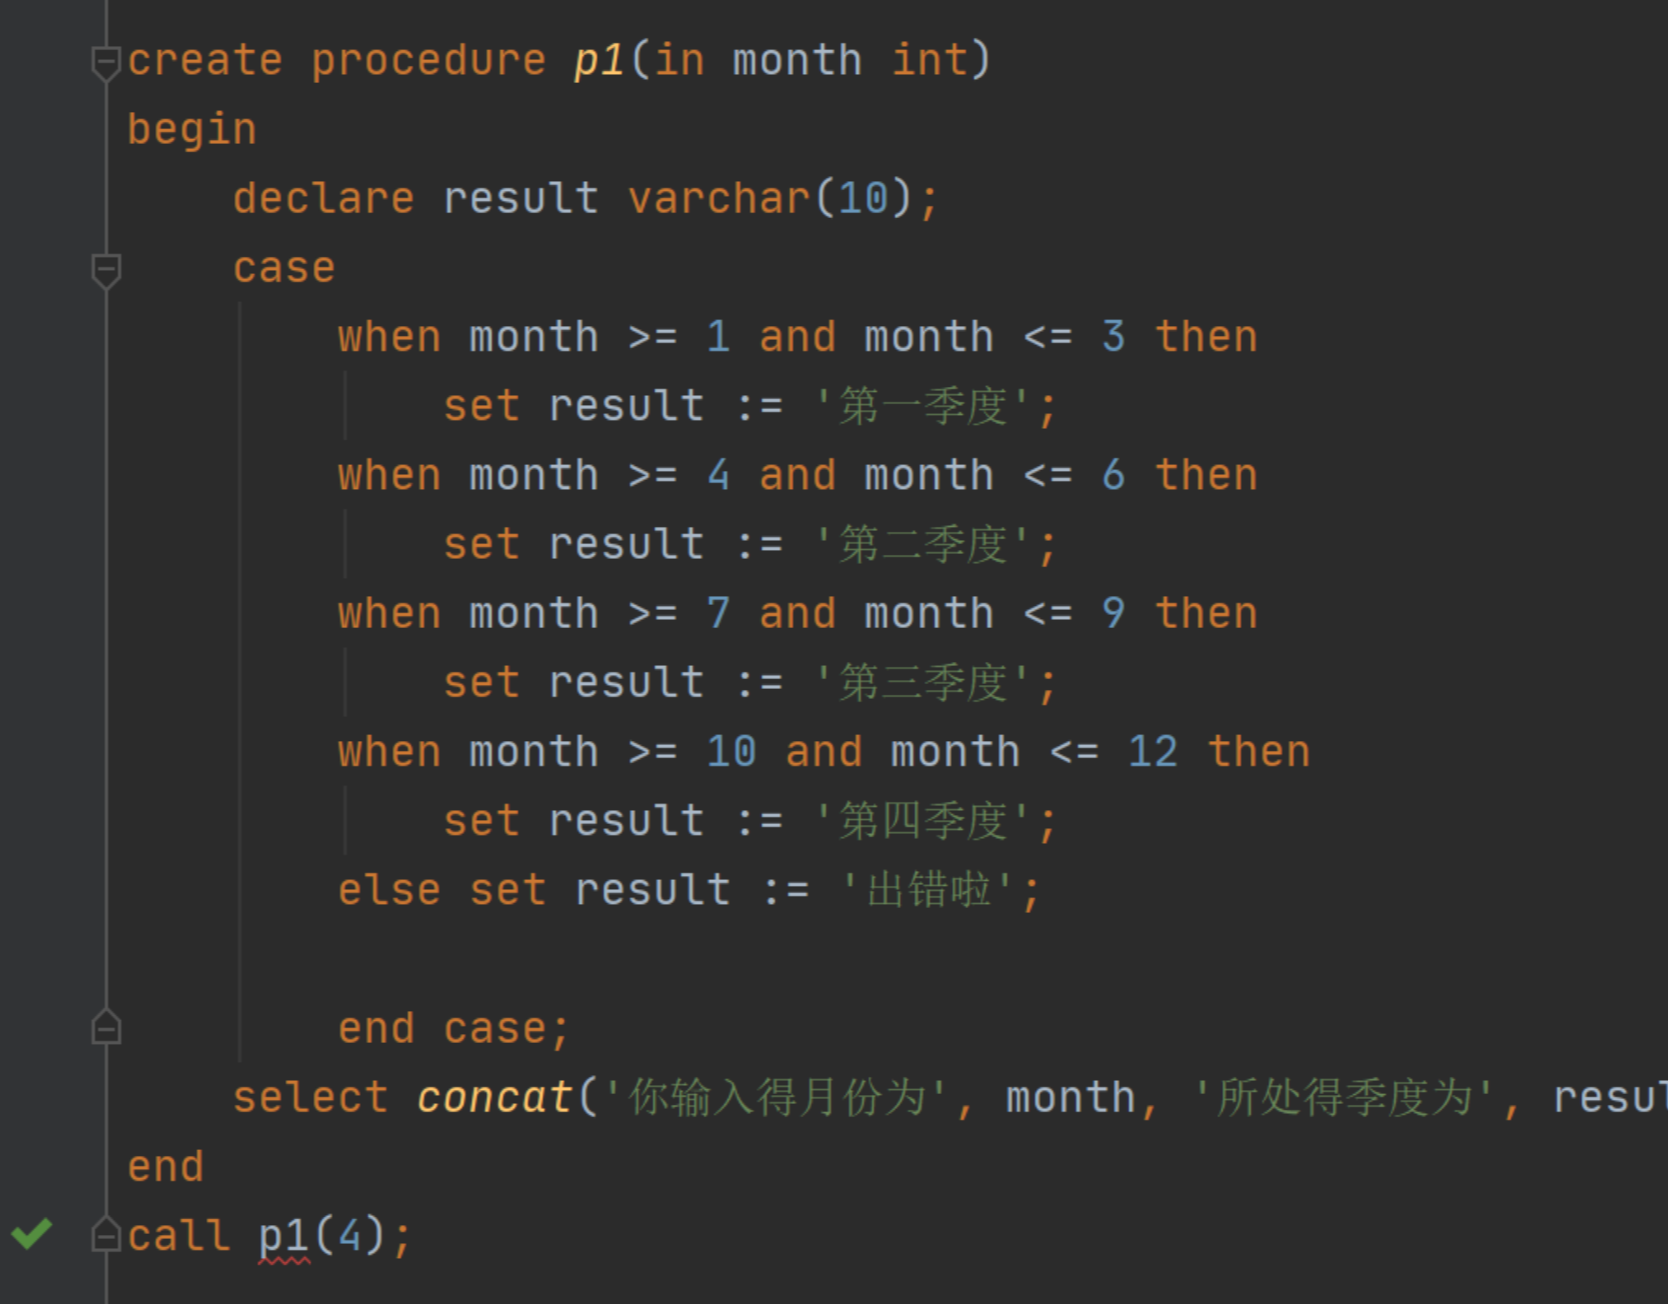 create procedure p1(in month int)
begin
    declare result varchar(10);
    case
        when month >= 1 and month <= 3 then
            set result := '第一季度';
        when month >= 4 and month <= 6 then
            set result := '第二季度';
        when month >= 7 and month <= 9 then
            set result := '第三季度';
        when month >= 10 and month <= 12 then
            set result := '第四季度';
        else set result := '出错啦';
        end case;
    select concat('你输入得月份为', month, '所处得季度为',
end
call p1(4);